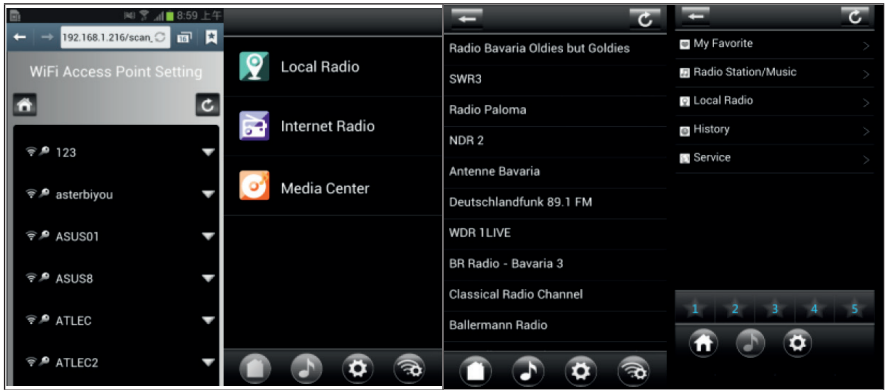 8:59 上午
192.168.1.216/scan_
WiFi Access Point Setting
123
asterbiyou
ASUS01
ASUS8
ATLEC
ATLEC2
Local Radio
Internet Radio
Media Center
Radio Bavaria Oldies but Goldies
SWR3
Radio Paloma
NDR 2
Antenne Bavaria
Deutschlandfunk 89.1 FM
WDR 1LIVE
BR Radio - Bavaria 3
Classical Radio Channel
Ballermann Radio
My Favorite
Radio Station/Music
Local Radio
History
Service
1 2 3 4 5